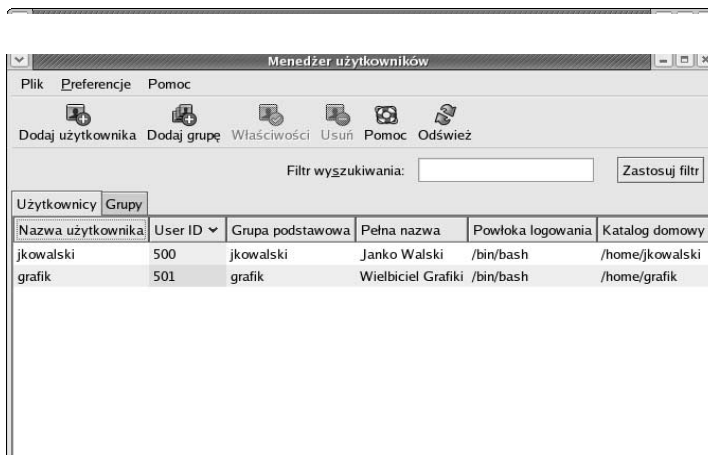 Menedżer użytkowników
Plik Preferencje Pomoc
Dodaj użytkownika Dodaj grupę Właściwości Usuń Pomoc Odśwież
Filtr wyszukiwania: Zastosuj filtr
Użytkownicy Grupy
Nazwa użytkownika User ID Grupa podstawowa Pełna nazwa Powłoka logowania Katalog domowy
jkowalski 500 jkowalski Janko Walski /bin/bash /home/jkowalski
grafik 501 grafik Wielbiciel Grafiki /bin/bash /home/grafik